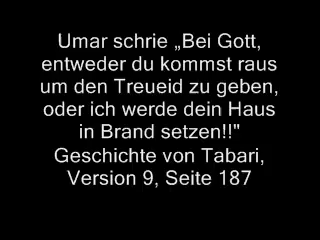 Umar schrie „Bei Gott,
entweder du kommst raus
um den Treueid zu geben,
oder ich werde dein Haus
in Brand setzen!!"
Geschichte von Tabari,
Version 9, Seite 187